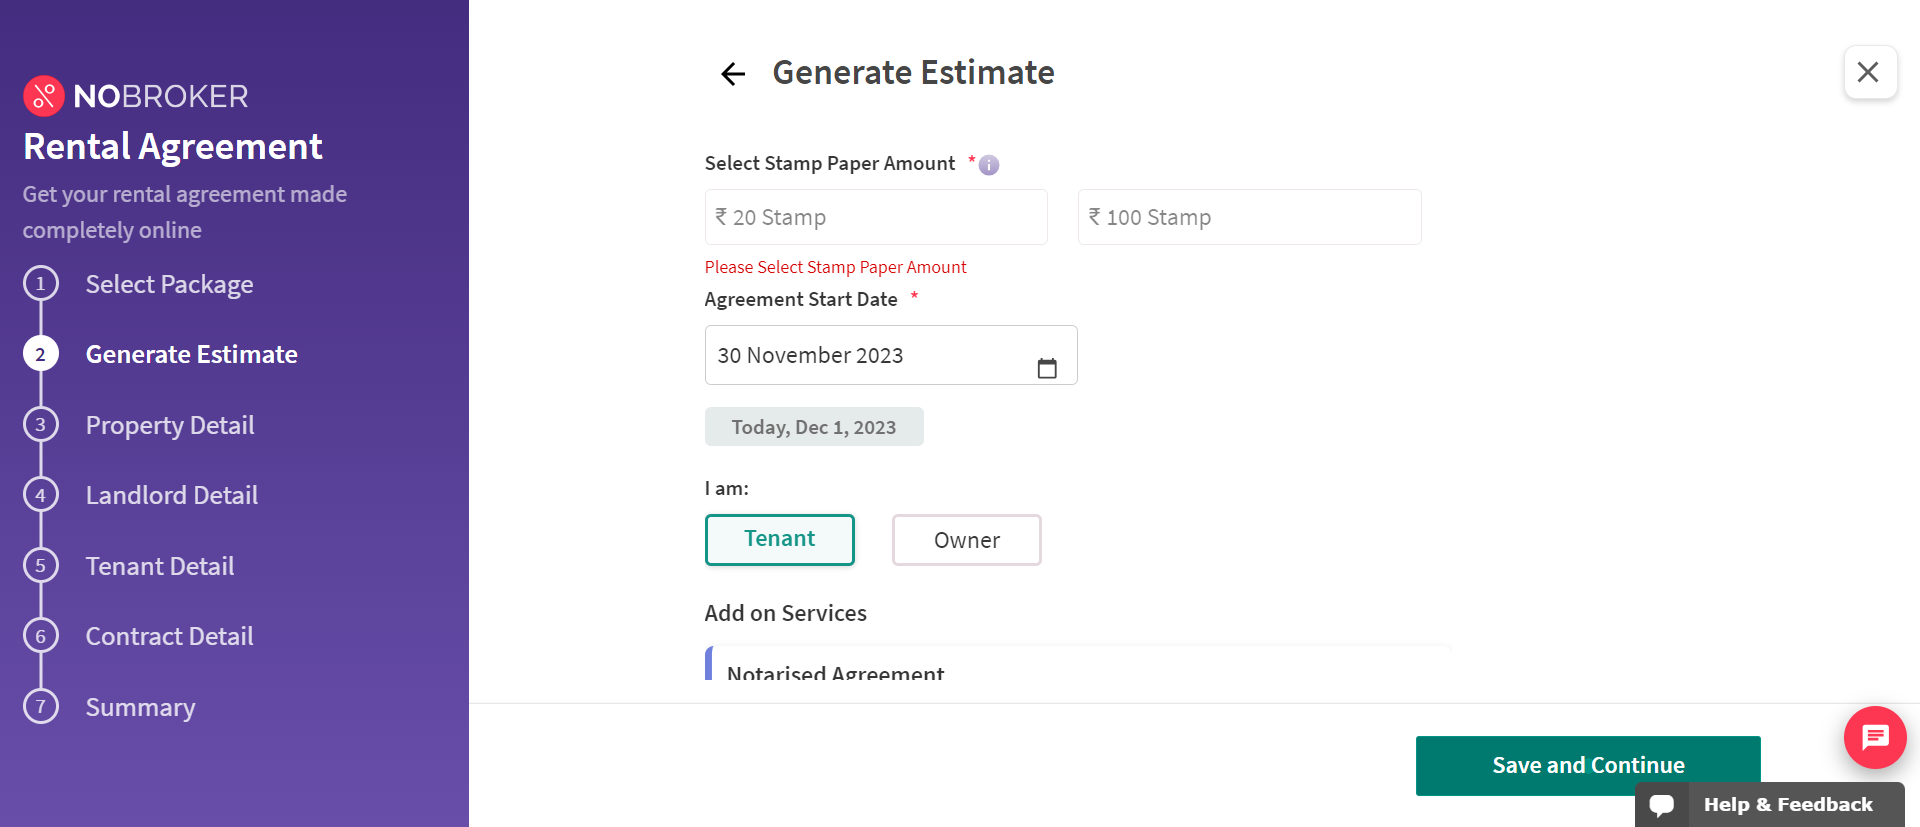 NOBROKER
Rental Agreement
Get your rental agreement made
completely online
1 Select Package
2 Generate Estimate
3 Property Detail
4 Landlord Detail
5 Tenant Detail
6 Contract Detail
7 Summary
Generate Estimate
Select Stamp Paper Amount * i
₹ 20 Stamp
₹ 100 Stamp
Please Select Stamp Paper Amount
Agreement Start Date *
30 November 2023
Today, Dec 1, 2023
I am:
Tenant
Owner
Add on Services
Notarised Agreement
Save and Continue
Help & Feedback